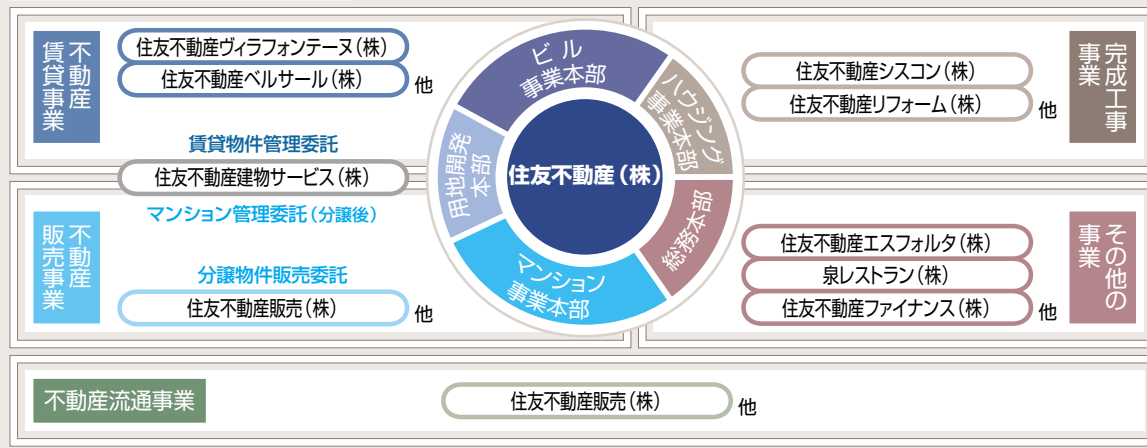 不動産
賃貸事業
住友不動産ヴィラフォンテーヌ(株)
住友不動産ベルサール(株)
他
賃貸物件管理委託
住友不動産建物サービス(株)
マンション管理委託(分譲後)
不動産
販売事業
分譲物件販売委託
住友不動産販売(株)
他
ビル
事業本部
ハウジング
事業本部
用地開発
本部
住友不動産(株)
総務本部
マンション
事業本部
完成工事
事業
住友不動産シスコン(株)
住友不動産リフォーム(株)
他
その他の
事業
住友不動産エスフォルタ(株)
泉レストラン(株)
住友不動産ファイナンス(株)
他
不動産流通事業
住友不動産販売(株)
他